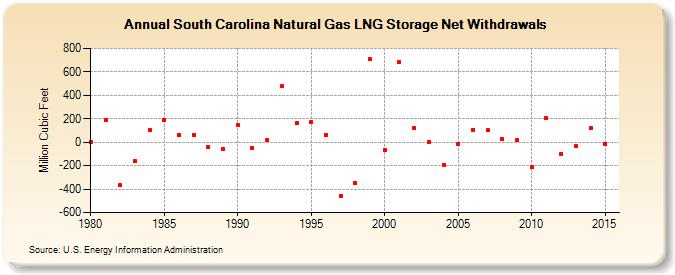 Annual South Carolina Natural Gas LNG Storage Net Withdrawals
Million Cubic Feet
800
600
400
200
0
-200
-400
-600
1980 1985 1990 1995 2000 2005 2010 2015
Source: U.S. Energy Information Administration